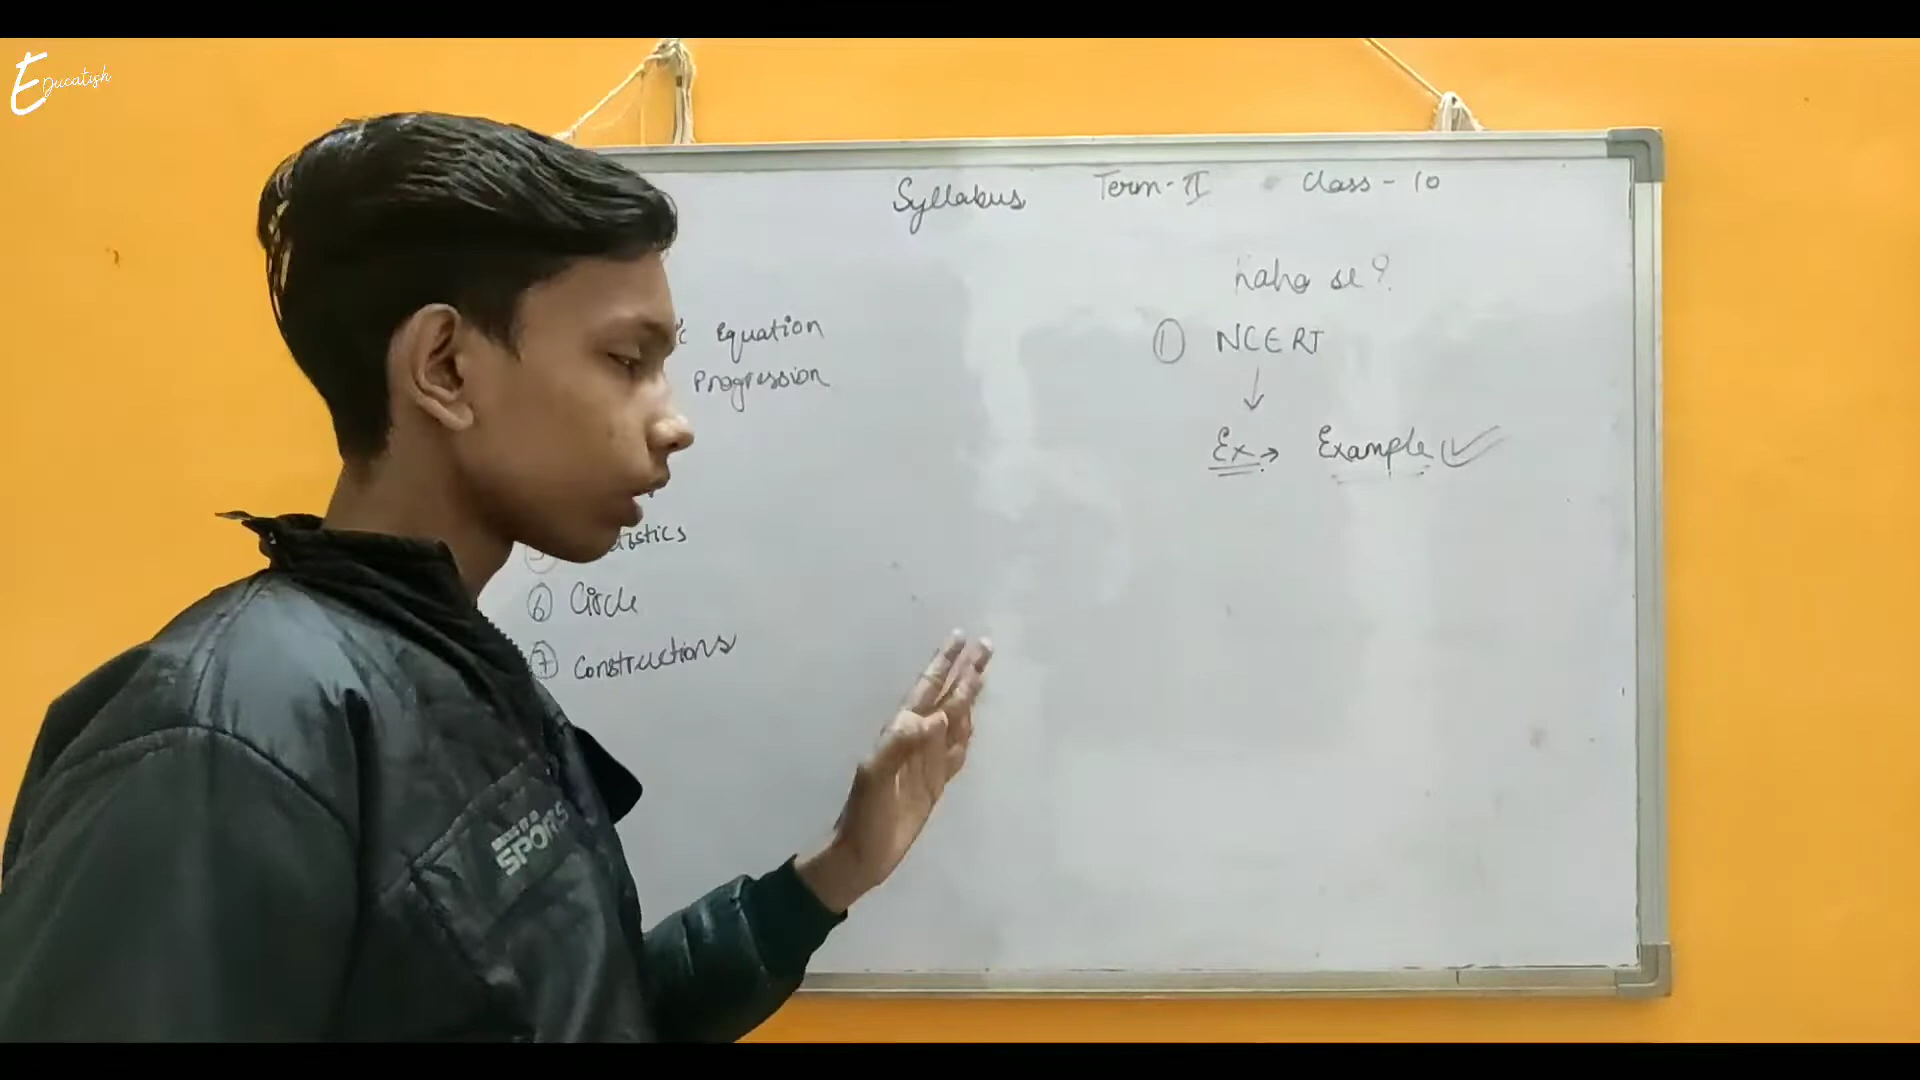 Educatish
Syllabus Term-II Class-10
Kaha se?
Equation
① NCERT
Progression
↓
Ex→ Example
⑥ Circle
⑦ Constructions
SPORTS